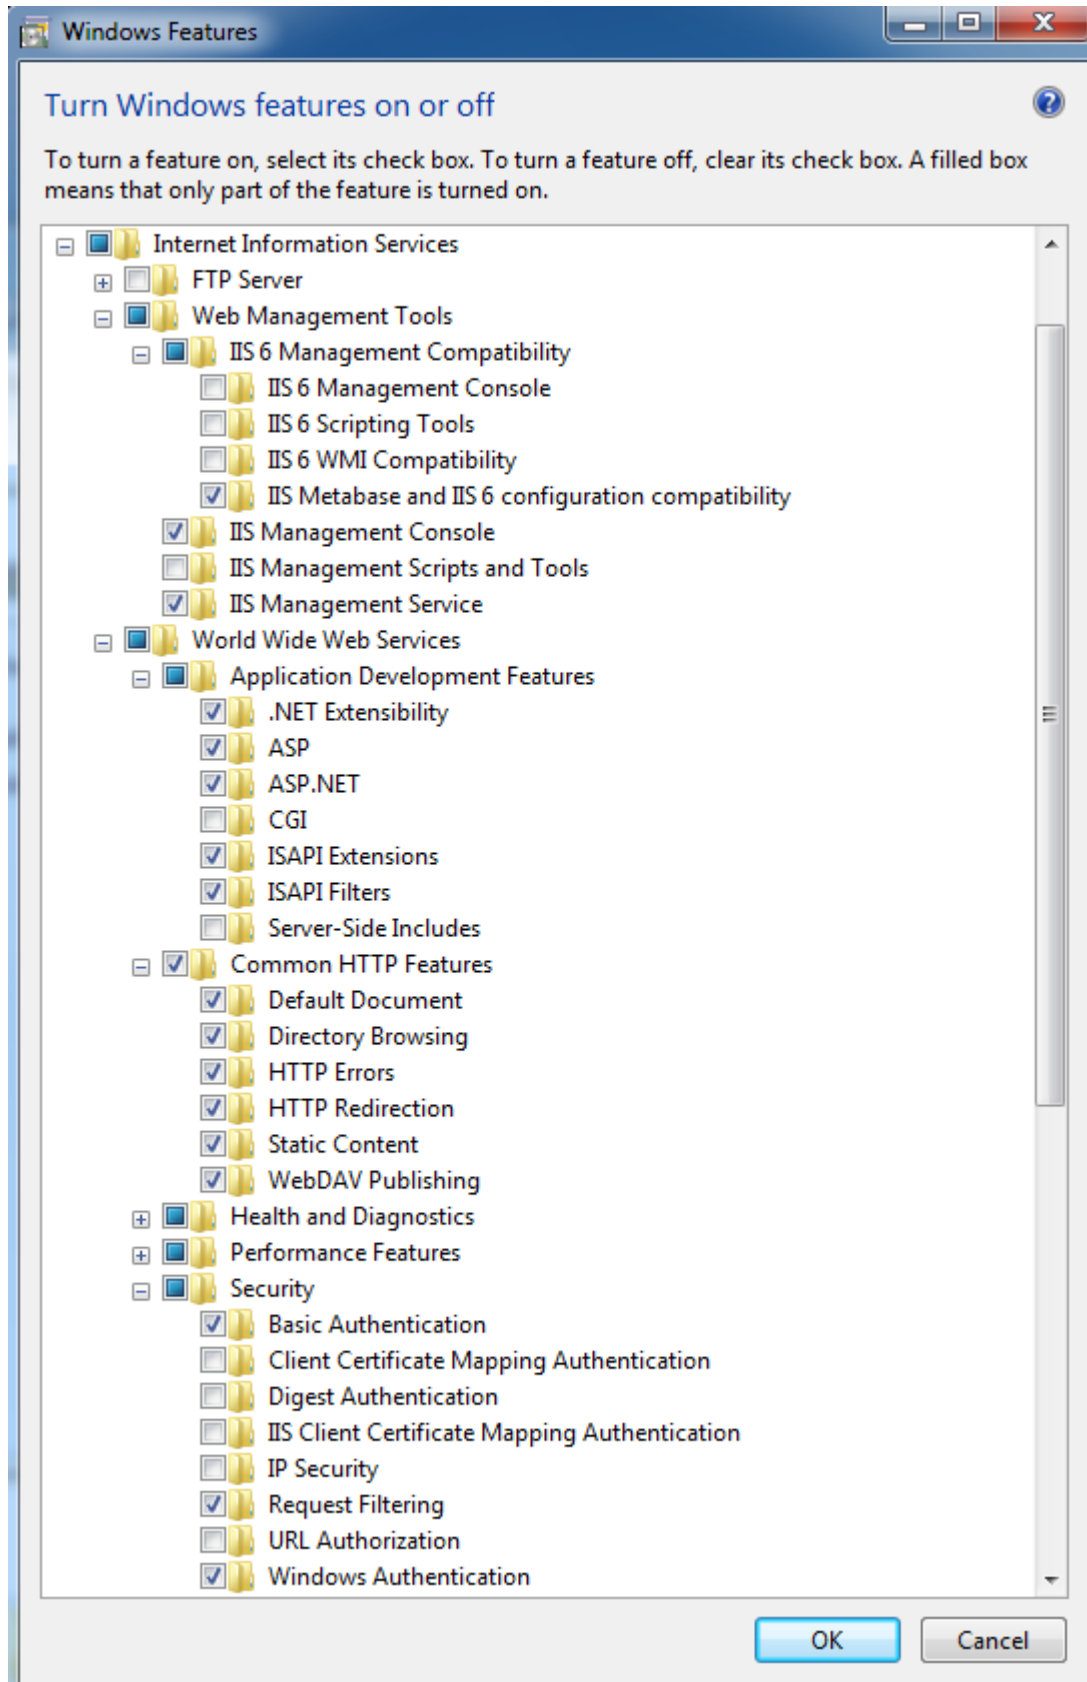 Windows Features
Turn Windows features on or off
To turn a feature on, select its check box. To turn a feature off, clear its check box. A filled box
means that only part of the feature is turned on.
Internet Information Services
FTP Server
Web Management Tools
IIS 6 Management Compatibility
IIS 6 Management Console
IIS 6 Scripting Tools
IIS 6 WMI Compatibility
IIS Metabase and IIS 6 configuration compatibility
IIS Management Console
IIS Management Scripts and Tools
IIS Management Service
World Wide Web Services
Application Development Features
.NET Extensibility
ASP
ASP.NET
CGI
ISAPI Extensions
ISAPI Filters
Server-Side Includes
Common HTTP Features
Default Document
Directory Browsing
HTTP Errors
HTTP Redirection
Static Content
WebDAV Publishing
Health and Diagnostics
Performance Features
Security
Basic Authentication
Client Certificate Mapping Authentication
Digest Authentication
IIS Client Certificate Mapping Authentication
IP Security
Request Filtering
URL Authorization
Windows Authentication
OK Cancel